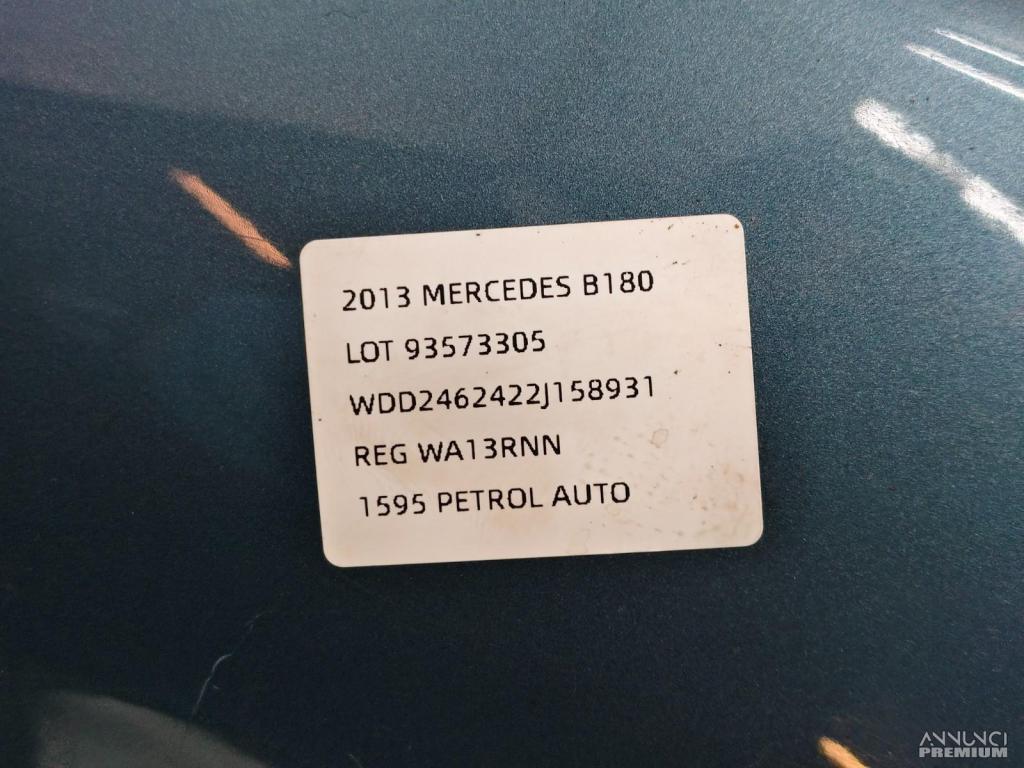 2013 MERCEDES B180
LOT 93573305
WDD2462422J158931
REG WA13RNN
1595 PETROL AUTO
ANNUNCI
PREMIUM